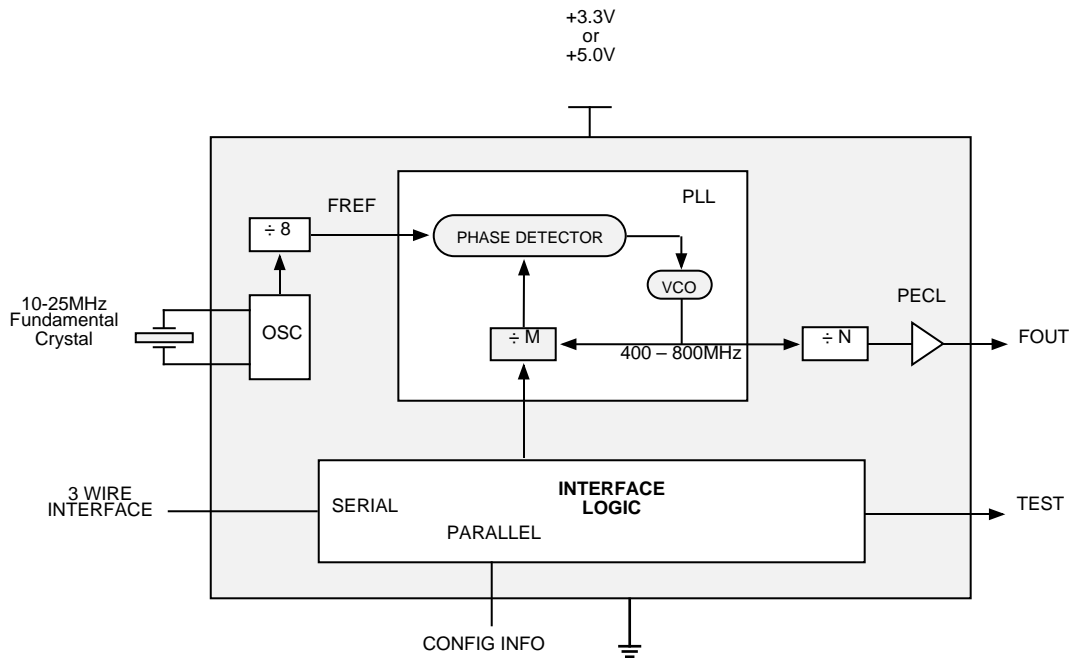 +3.3V
or
+5.0V
PLL
FREF
÷ 8
PHASE DETECTOR
VCO
10-25MHz
Fundamental
Crystal
OSC
PECL
÷ M
400 – 800MHz
÷ N
FOUT
3 WIRE
INTERFACE
SERIAL
INTERFACE
LOGIC
PARALLEL
TEST
CONFIG INFO